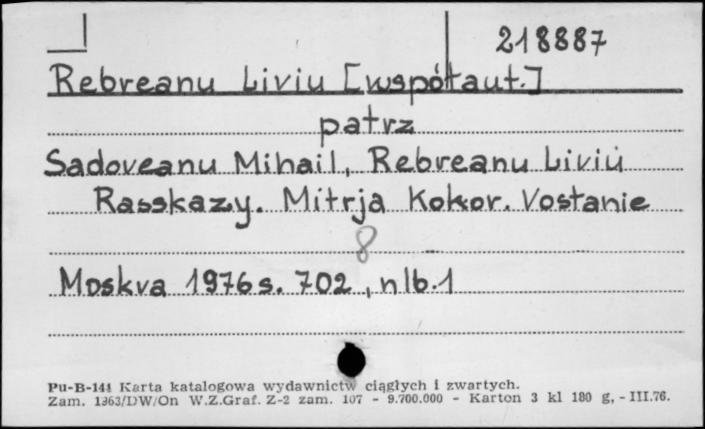 218887
Rebreanu Liviu [współaut.]
patrz
Sadoveanu Mihail, Rebreanu Liviu
Rasskazy. Mitrja Kokor. Vostanie
8
Moskva 1976 s. 702, nlb. 1
Pu-B-141 Karta katalogowa wydawnictw ciągłych i zwartych.
Zam. 1363/DW/On W.Z.Graf. Z-2 zam. 107 - 9.700.000 - Karton 3 kl 180 g, - III.76.